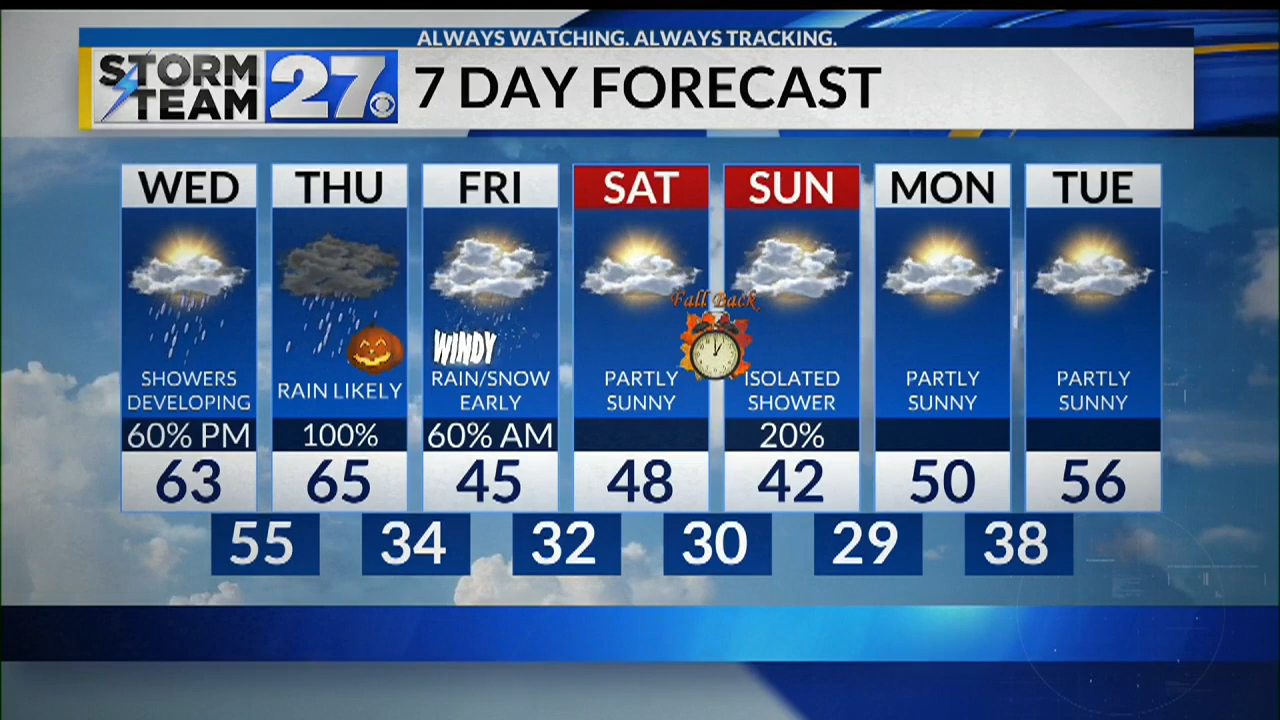 ALWAYS WATCHING. ALWAYS TRACKING.
STORM TEAM 27
7 DAY FORECAST
WED THU FRI SAT SUN MON TUE
Fall Back
WINDY
SHOWERS DEVELOPING
RAIN LIKELY
RAIN/SNOW EARLY
PARTLY SUNNY
ISOLATED SHOWER
PARTLY SUNNY
PARTLY SUNNY
60% PM 100% 60% AM 20%
63 65 45 48 42 50 56
55 34 32 30 29 38